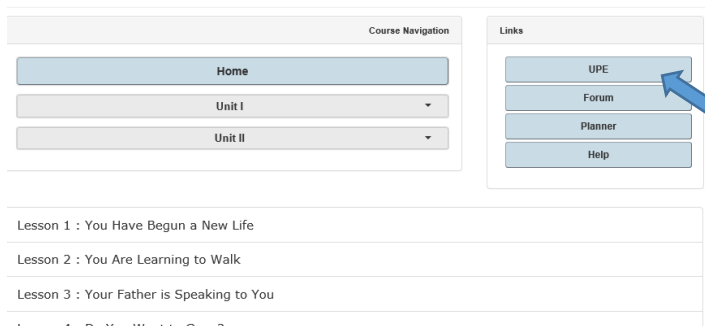 Course Navigation
Home
Unit I
Unit II
Links
UPE
Forum
Planner
Help
Lesson 1 : You Have Begun a New Life
Lesson 2 : You Are Learning to Walk
Lesson 3 : Your Father is Speaking to You